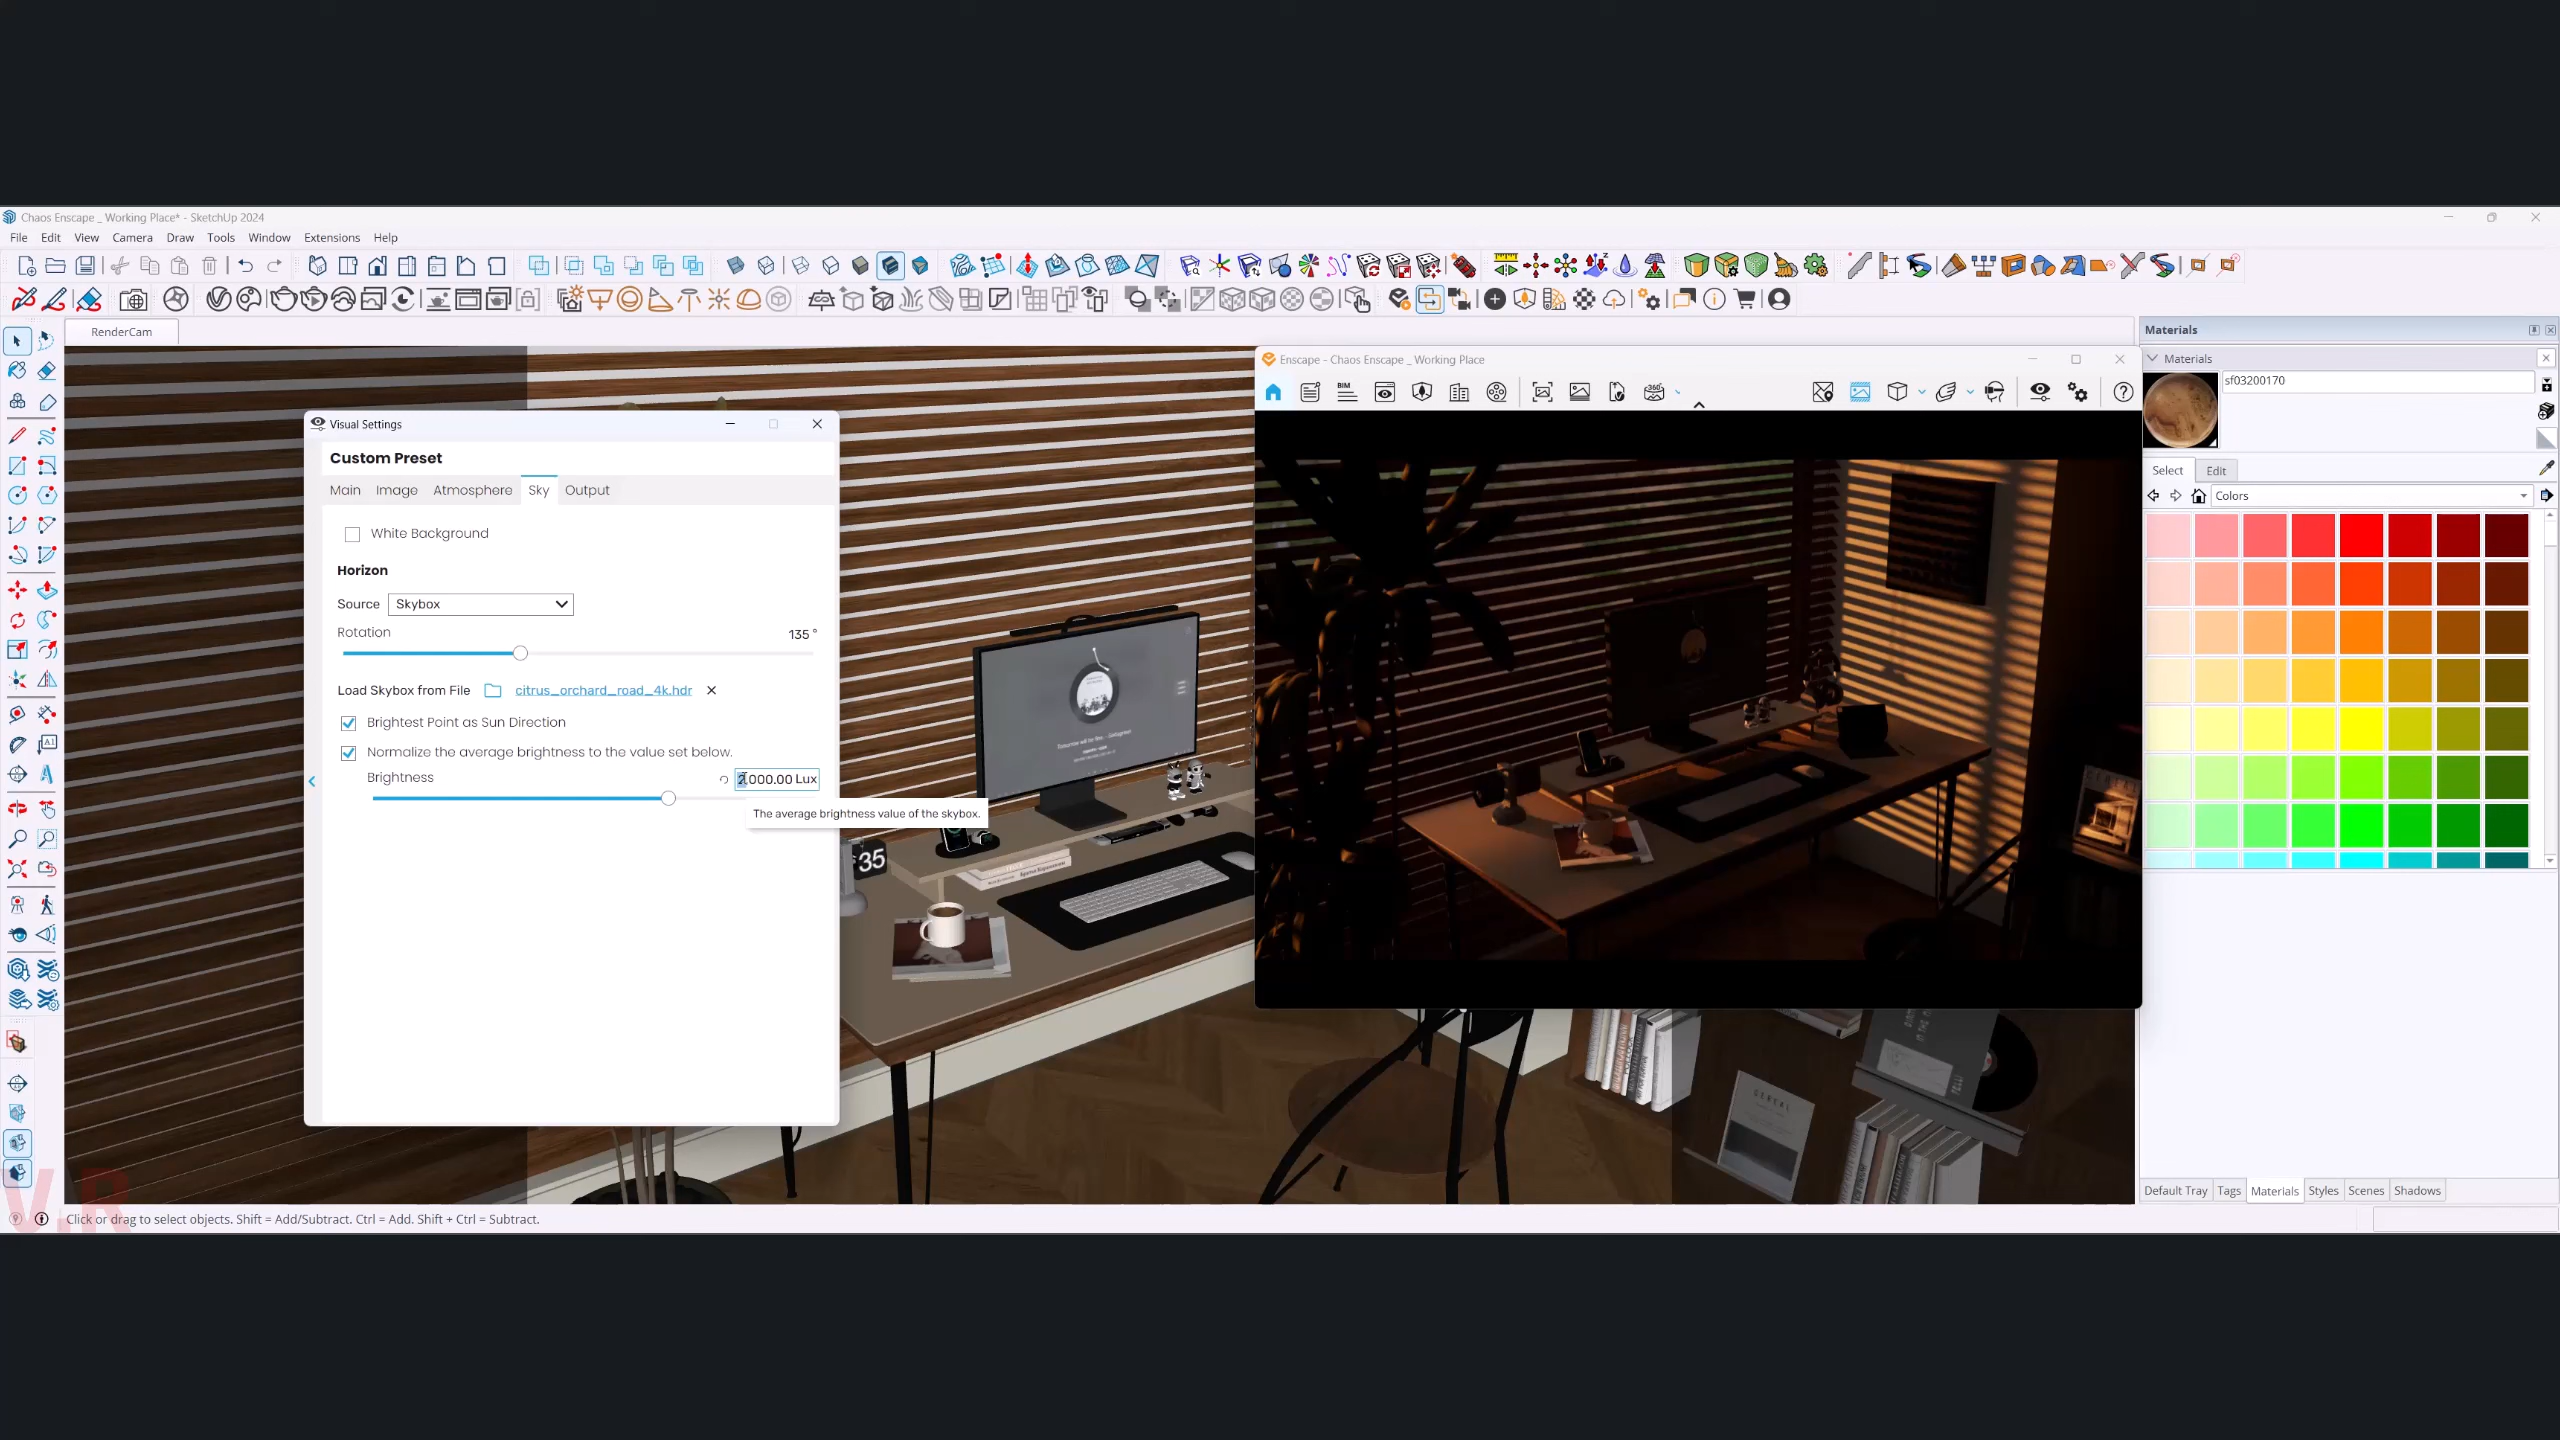 Chaos Enscape _ Working Place* - SketchUp 2024
File Edit View Camera Draw Tools Window Extensions Help
RenderCam
Enscape - Chaos Enscape _ Working Place
BIM
360°
Visual Settings
Custom Preset
Main Image Atmosphere Sky Output
White Background
Horizon
Source Skybox
Rotation 135 °
Load Skybox from File citrus_orchard_road_4k.hdr
Brightest Point as Sun Direction
Normalize the average brightness to the value set below.
Brightness 2,000.00 Lux
The average brightness value of the skybox.
35
CEREAL
Materials
Materials
sf03200170
Select Edit
Colors
Default Tray Tags Materials Styles Scenes Shadows
V.R
Click or drag to select objects. Shift = Add/Subtract. Ctrl = Add. Shift + Ctrl = Subtract.